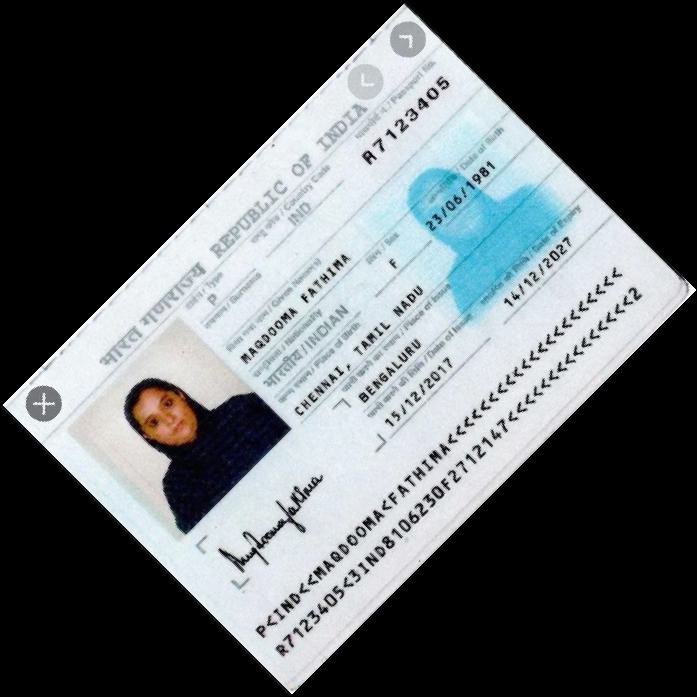 भारत गणराज्य REPUBLIC OF INDIA
टाईप / Type
P
राष्ट्र कोड / Country Code
IND
पासपोर्ट नं. / Passport No.
R7123405
उपनाम / Surname
दिया गया नाम / Given Name(s)
MAQDOOMA FATHIMA
राष्ट्रीयता / Nationality
भारतीय / INDIAN
लिंग / Sex
F
जन्मतिथि / Date of Birth
23/06/1981
जन्म स्थान / Place of Birth
CHENNAI, TAMIL NADU
जारी करने का स्थान / Place of Issue
BENGALURU
जारी करने की तिथि / Date of Issue
15/12/2017
समाप्ति की तिथि / Date of Expiry
14/12/2027
P<IND<<MAQDOOMA<FATHIMA<<<<<<<<<<<<<<<<<<<<<
R7123405<3IND8106230F2712147<<<<<<<<<<<<<<<2